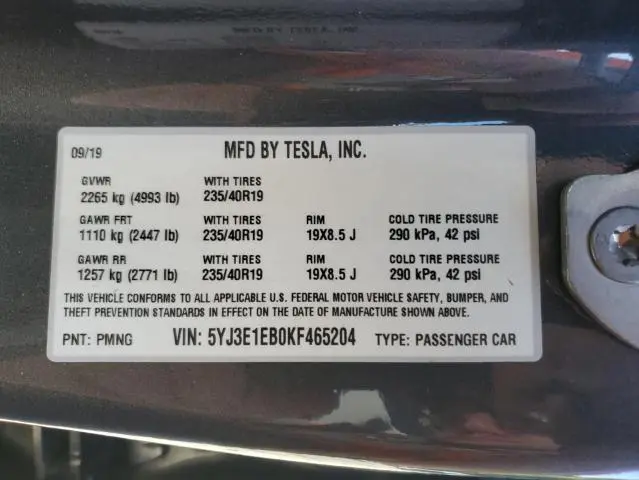 09/19 MFD BY TESLA, INC.
GVWR WITH TIRES
2265 kg (4993 lb) 235/40R19
GAWR FRT WITH TIRES RIM COLD TIRE PRESSURE
1110 kg (2447 lb) 235/40R19 19X8.5 J 290 kPa, 42 psi
GAWR RR WITH TIRES RIM COLD TIRE PRESSURE
1257 kg (2771 lb) 235/40R19 19X8.5 J 290 kPa, 42 psi
THIS VEHICLE CONFORMS TO ALL APPLICABLE U.S. FEDERAL MOTOR VEHICLE SAFETY, BUMPER, AND
THEFT PREVENTION STANDARDS IN EFFECT ON THE DATE OF MANUFACTURE SHOWN ABOVE.
PNT: PMNG VIN: 5YJ3E1EB0KF465204 TYPE: PASSENGER CAR